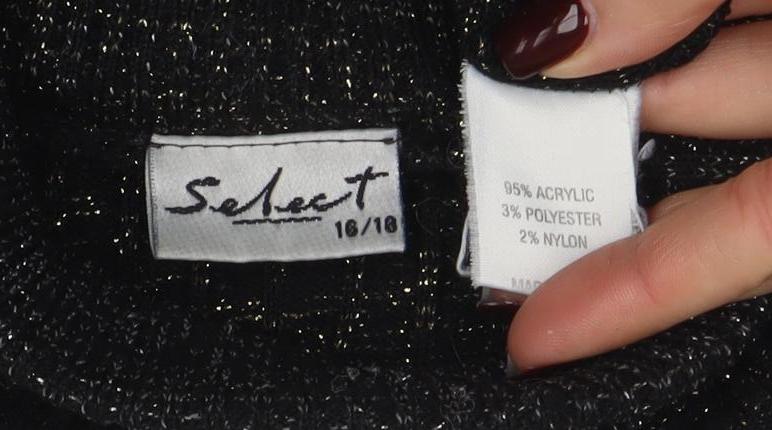 Select
16/18
95% ACRYLIC
3% POLYESTER
2% NYLON